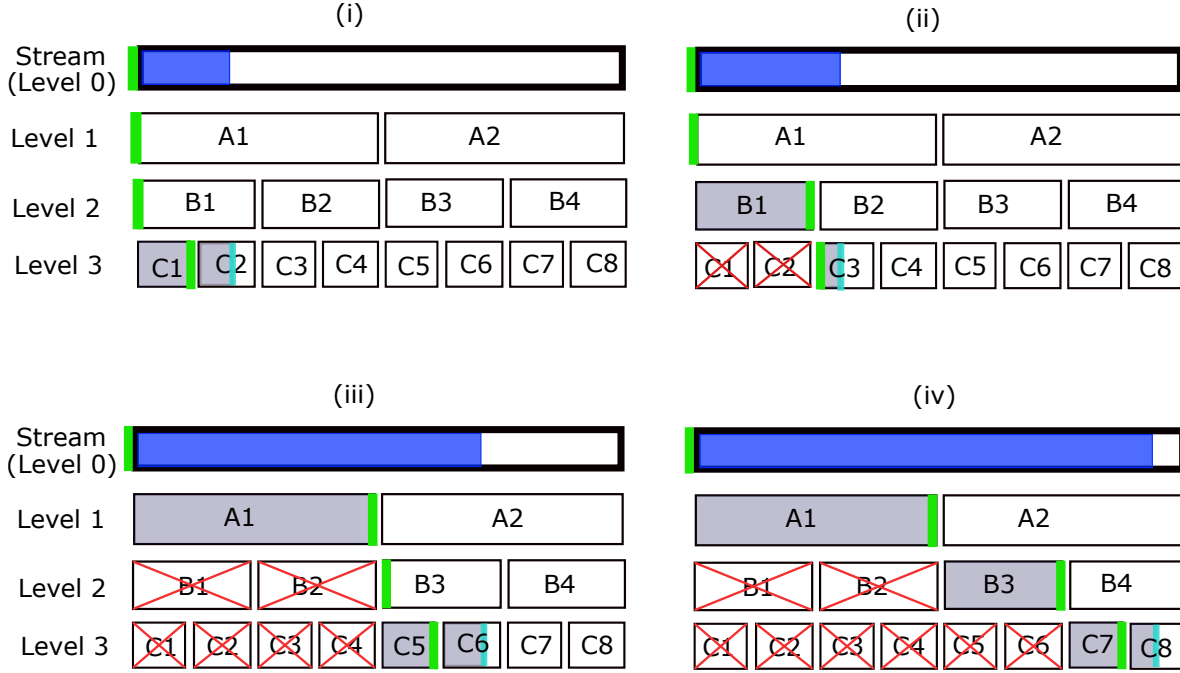 (i)
Stream
(Level 0)
Level 1 A1 A2
Level 2 B1 B2 B3 B4
Level 3 C1 C2 C3 C4 C5 C6 C7 C8
(ii)
A1 A2
B1 B2 B3 B4
C1 C2 C3 C4 C5 C6 C7 C8
(iii)
Stream
(Level 0)
Level 1 A1 A2
Level 2 B1 B2 B3 B4
Level 3 C1 C2 C3 C4 C5 C6 C7 C8
(iv)
A1 A2
B1 B2 B3 B4
C1 C2 C3 C4 C5 C6 C7 C8